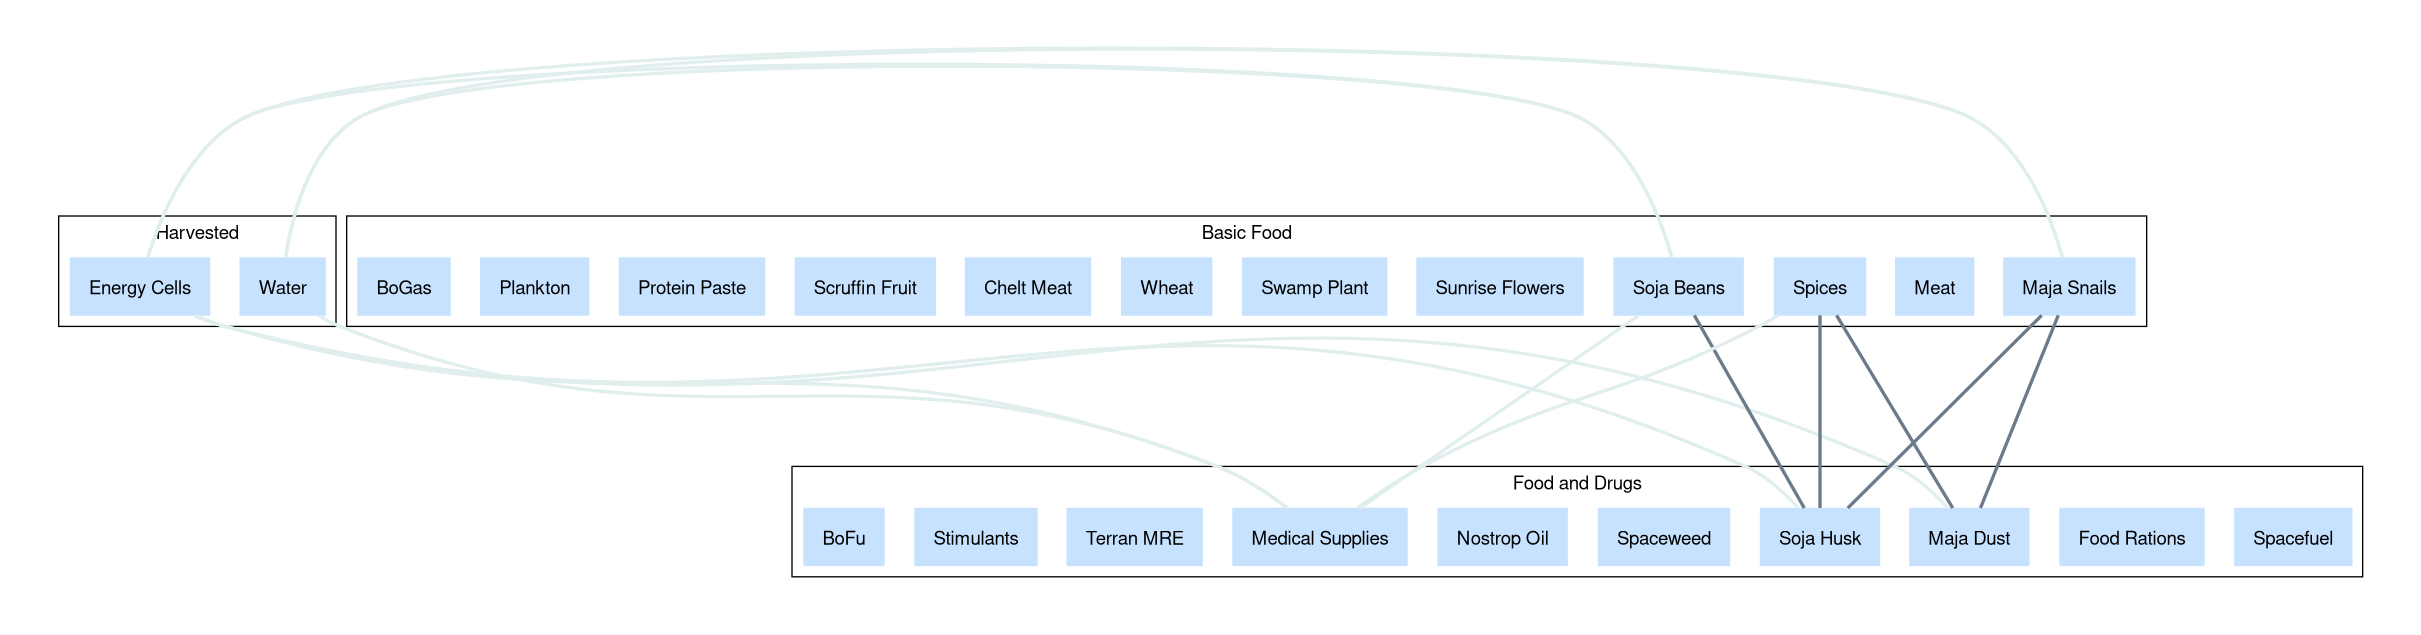 Harvested
Basic Food
Energy Cells
Water
BoGas
Plankton
Protein Paste
Scruffin Fruit
Chelt Meat
Wheat
Swamp Plant
Sunrise Flowers
Soja Beans
Spices
Meat
Maja Snails
Food and Drugs
BoFu
Stimulants
Terran MRE
Medical Supplies
Nostrop Oil
Spaceweed
Soja Husk
Maja Dust
Food Rations
Spacefuel